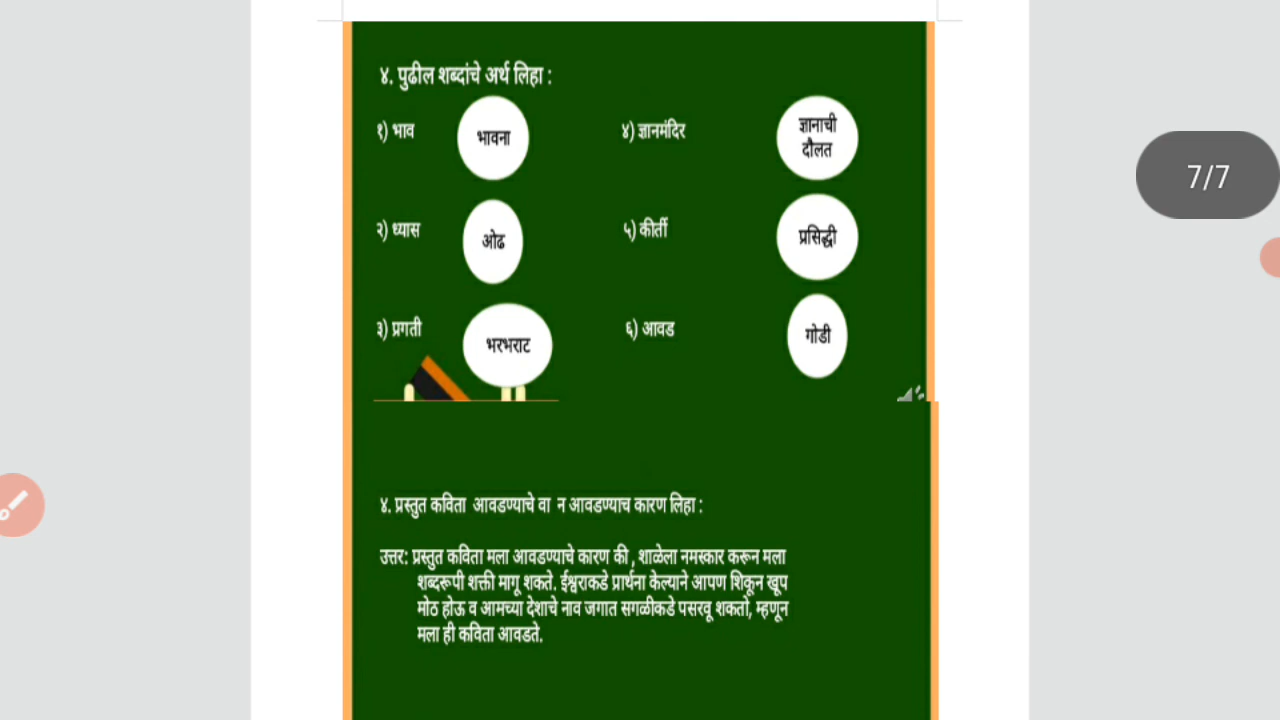 ४. पुढील शब्दांचे अर्थ लिहा :
१) भाव
भावना
४) ज्ञानमंदिर
ज्ञानाची
दौलत
२) ध्यास
ओढ
५) कीर्ती
प्रसिद्धी
३) प्रगती
भरभराट
६) आवड
गोडी
7/7
४. प्रस्तुत कविता आवडण्याचे वा न आवडण्याच कारण लिहा :
उत्तर: प्रस्तुत कविता मला आवडण्याचे कारण की , शाळेला नमस्कार करून मला
शब्दरूपी शक्ती मागू शकते. ईश्वराकडे प्रार्थना केल्याने आपण शिकून खूप
मोठ होऊ व आमच्या देशाचे नाव जगात सगळीकडे पसरवू शकतो, म्हणून
मला ही कविता आवडते.